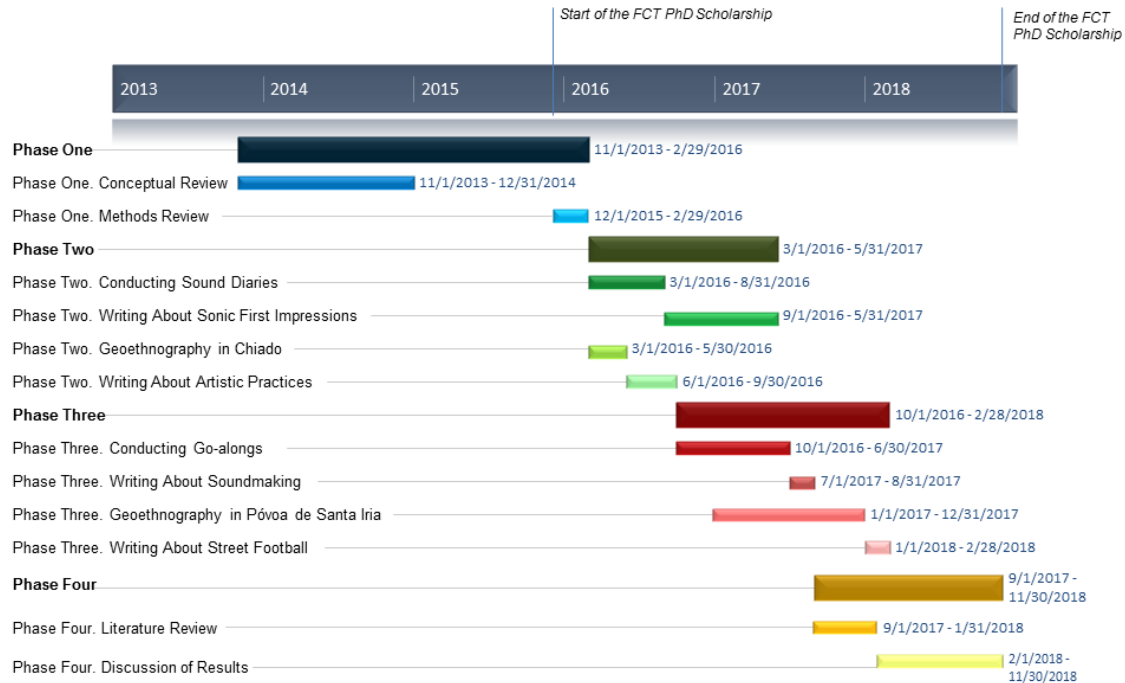 Start of the FCT PhD Scholarship
End of the FCT
PhD Scholarship
2013 2014 2015 2016 2017 2018
Phase One 11/1/2013 - 2/29/2016
Phase One. Conceptual Review 11/1/2013 - 12/31/2014
Phase One. Methods Review 12/1/2015 - 2/29/2016
Phase Two 3/1/2016 - 5/31/2017
Phase Two. Conducting Sound Diaries 3/1/2016 - 8/31/2016
Phase Two. Writing About Sonic First Impressions 9/1/2016 - 5/31/2017
Phase Two. Geoethnography in Chiado 3/1/2016 - 5/30/2016
Phase Two. Writing About Artistic Practices 6/1/2016 - 9/30/2016
Phase Three 10/1/2016 - 2/28/2018
Phase Three. Conducting Go-alongs 10/1/2016 - 6/30/2017
Phase Three. Writing About Soundmaking 7/1/2017 - 8/31/2017
Phase Three. Geoethnography in Póvoa de Santa Iria 1/1/2017 - 12/31/2017
Phase Three. Writing About Street Football 1/1/2018 - 2/28/2018
Phase Four 9/1/2017 -
11/30/2018
Phase Four. Literature Review 9/1/2017 - 1/31/2018
Phase Four. Discussion of Results 2/1/2018 -
11/30/2018